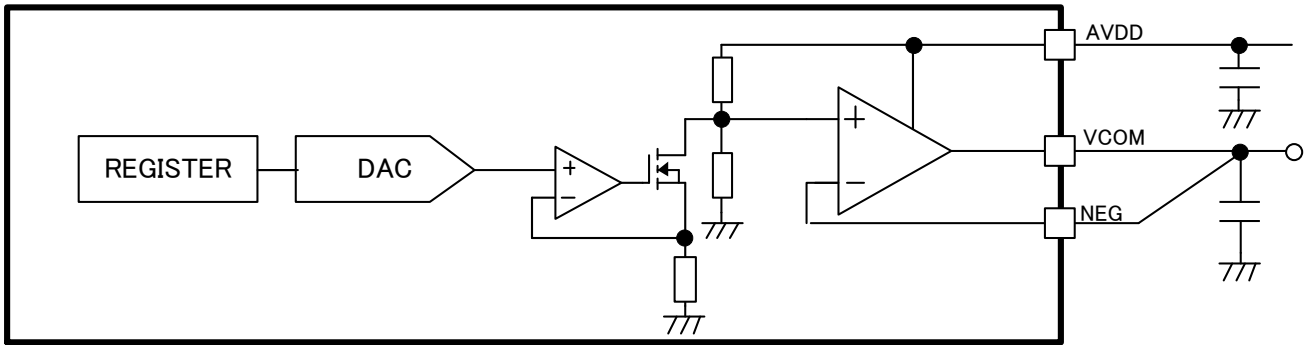 AVDD
REGISTER
DAC
+
−
+
−
VCOM
NEG